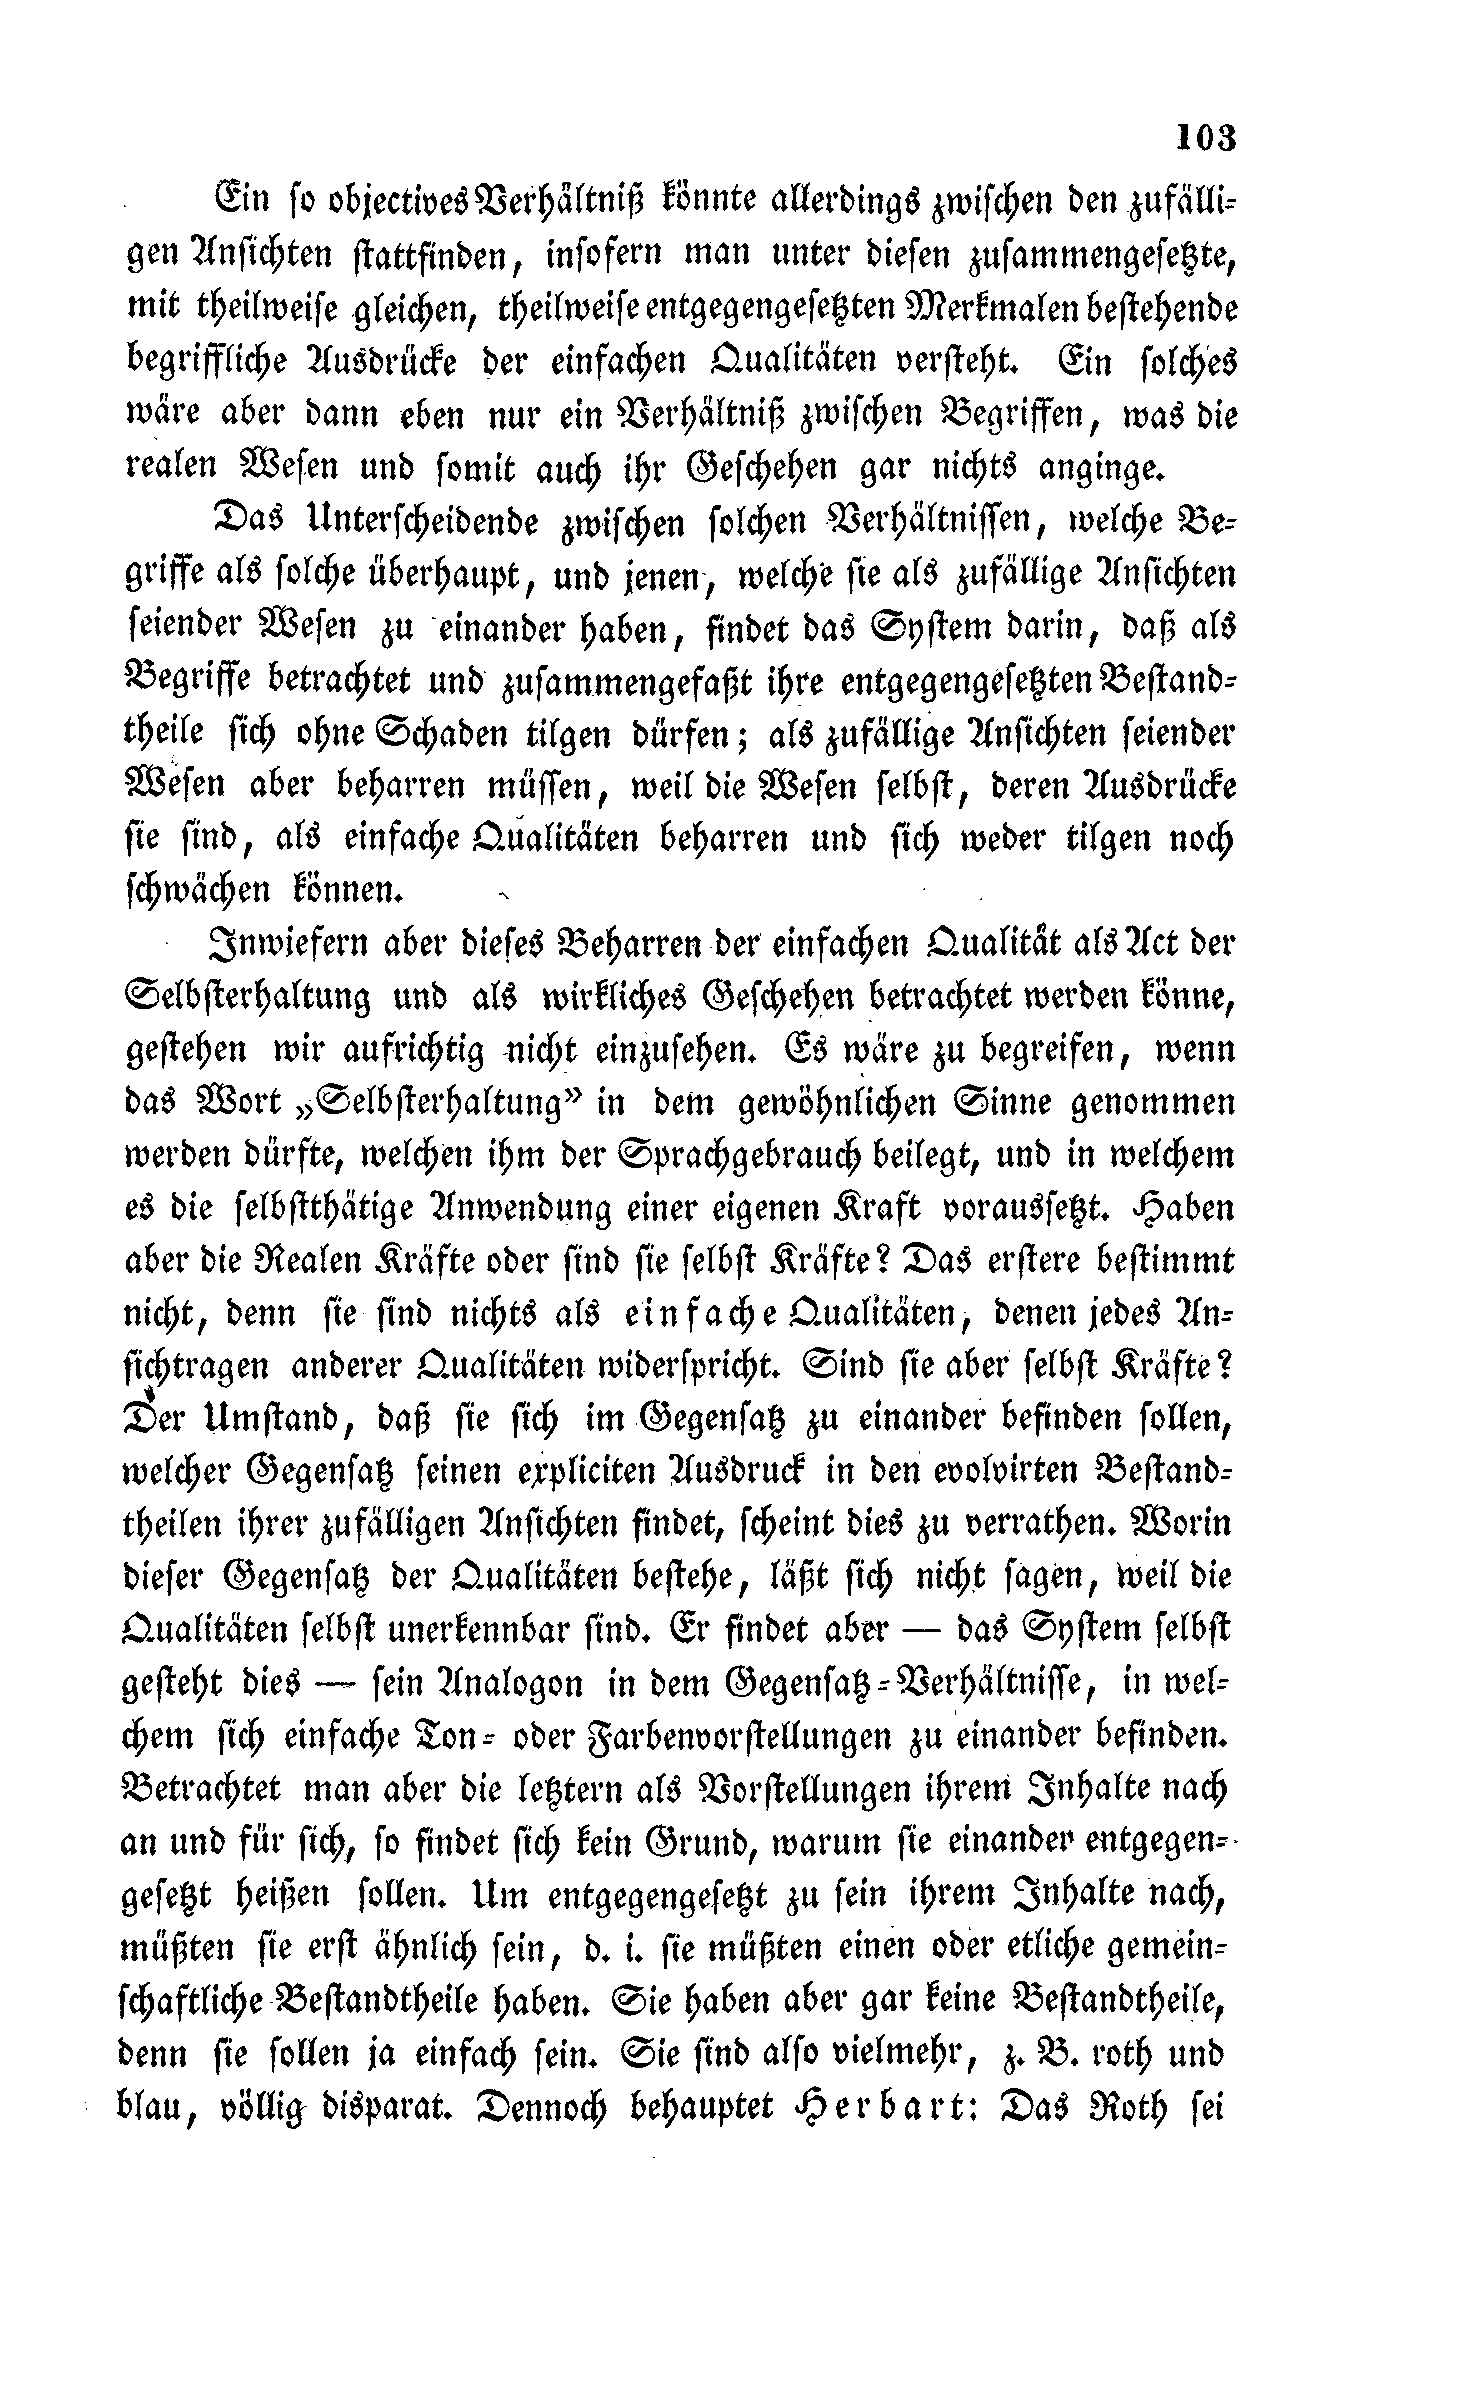 103
Ein so objectives Verhältniß könnte allerdings zwischen den zufälli-
gen Ansichten stattfinden, insofern man unter diesen zusammengesetzte,
mit theilweise gleichen, theilweise entgegengesetzten Merkmalen bestehende
begriffliche Ausdrücke der einfachen Qualitäten versteht. Ein solches
wäre aber dann eben nur ein Verhältniß zwischen Begriffen, was die
realen Wesen und somit auch ihr Geschehen gar nichts anginge.
Das Unterscheidende zwischen solchen Verhältnissen, welche Be-
griffe als solche überhaupt, und jenen, welche sie als zufällige Ansichten
seiender Wesen zu einander haben, findet das System darin, daß als
Begriffe betrachtet und zusammengefaßt ihre entgegengesetzten Bestand-
theile sich ohne Schaden tilgen dürfen; als zufällige Ansichten seiender
Wesen aber beharren müssen, weil die Wesen selbst, deren Ausdrücke
sie sind, als einfache Qualitäten beharren und sich weder tilgen noch
schwächen können.
Inwiefern aber dieses Beharren der einfachen Qualität als Act der
Selbsterhaltung und als wirkliches Geschehen betrachtet werden könne,
gestehen wir aufrichtig nicht einzusehen. Es wäre zu begreifen, wenn
das Wort „Selbsterhaltung” in dem gewöhnlichen Sinne genommen
werden dürfte, welchen ihm der Sprachgebrauch beilegt, und in welchem
es die selbstthätige Anwendung einer eigenen Kraft voraussetzt. Haben
aber die Realen Kräfte oder sind sie selbst Kräfte? Das erstere bestimmt
nicht, denn sie sind nichts als einfache Qualitäten, denen jedes An-
sichtragen anderer Qualitäten widerspricht. Sind sie aber selbst Kräfte?
Der Umstand, daß sie sich im Gegensatz zu einander befinden sollen,
welcher Gegensatz seinen expliciten Ausdruck in den evolvirten Bestand-
theilen ihrer zufälligen Ansichten findet, scheint dies zu verrathen. Worin
dieser Gegensatz der Qualitäten bestehe, läßt sich nicht sagen, weil die
Qualitäten selbst unerkennbar sind. Er findet aber — das System selbst
gesteht dies — sein Analogon in dem Gegensatz-Verhältnisse, in wel-
chem sich einfache Ton- oder Farbenvorstellungen zu einander befinden.
Betrachtet man aber die letztern als Vorstellungen ihrem Inhalte nach
an und für sich, so findet sich kein Grund, warum sie einander entgegen-
gesetzt heißen sollen. Um entgegengesetzt zu sein ihrem Inhalte nach,
müßten sie erst ähnlich sein, d. i. sie müßten einen oder etliche gemein-
schaftliche Bestandtheile haben. Sie haben aber gar keine Bestandtheile,
denn sie sollen ja einfach sein. Sie sind also vielmehr, z. B. roth und
blau, völlig disparat. Dennoch behauptet Herbart: Das Roth sei